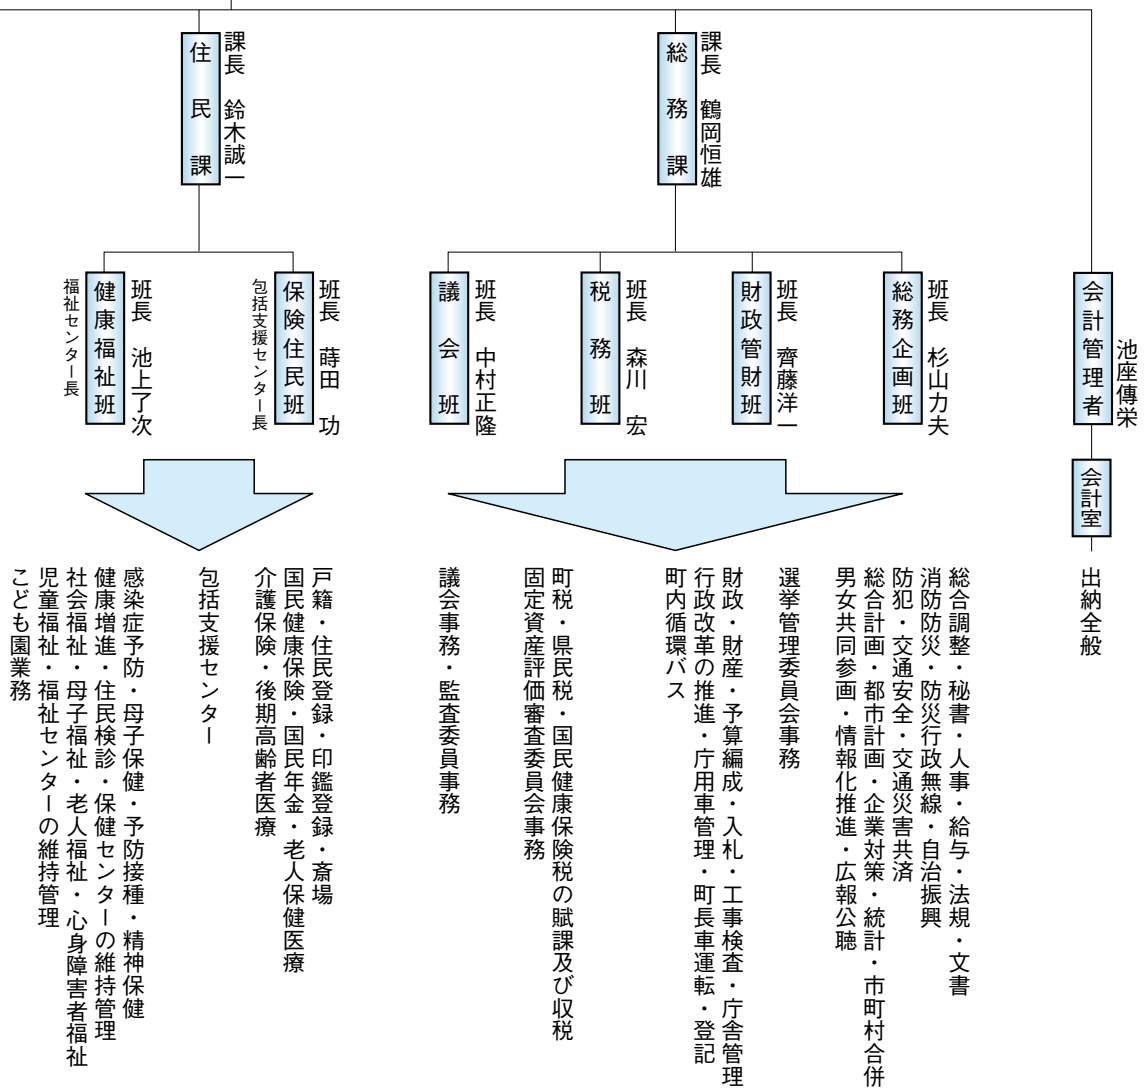 池座傳栄
会計管理者
会計室
出納全般
課長　鶴岡恒雄
総務課
班長　杉山力夫
総務企画班
班長　齊藤洋一
財政管財班
班長　森川　宏
税務班
班長　中村正隆
議会班
総合調整・秘書・人事・給与・法規・文書
消防防災・防災行政無線・自治振興
防犯・交通安全・交通災害共済
総合計画・都市計画・企業対策・統計・市町村合併
男女共同参画・情報化推進・広報公聴
選挙管理委員会事務
財政・財産・予算編成・入札・工事検査・庁舎管理
行政改革の推進・庁用車管理・町長車運転・登記
町内循環バス
町税・県民税・国民健康保険税の賦課及び収税
固定資産評価審査委員会事務
議会事務・監査委員事務
課長　鈴木誠一
住民課
班長　蒔田　功
保険住民班
包括支援センター長
班長　池上了次
健康福祉班
福祉センター長
戸籍・住民登録・印鑑登録・斎場
国民健康保険・国民年金・老人保健医療
介護保険・後期高齢者医療
包括支援センター
感染症予防・母子保健・予防接種・精神保健
健康増進・住民検診・保健センターの維持管理
社会福祉・母子福祉・老人福祉・心身障害者福祉
児童福祉・福祉センターの維持管理
こども園業務